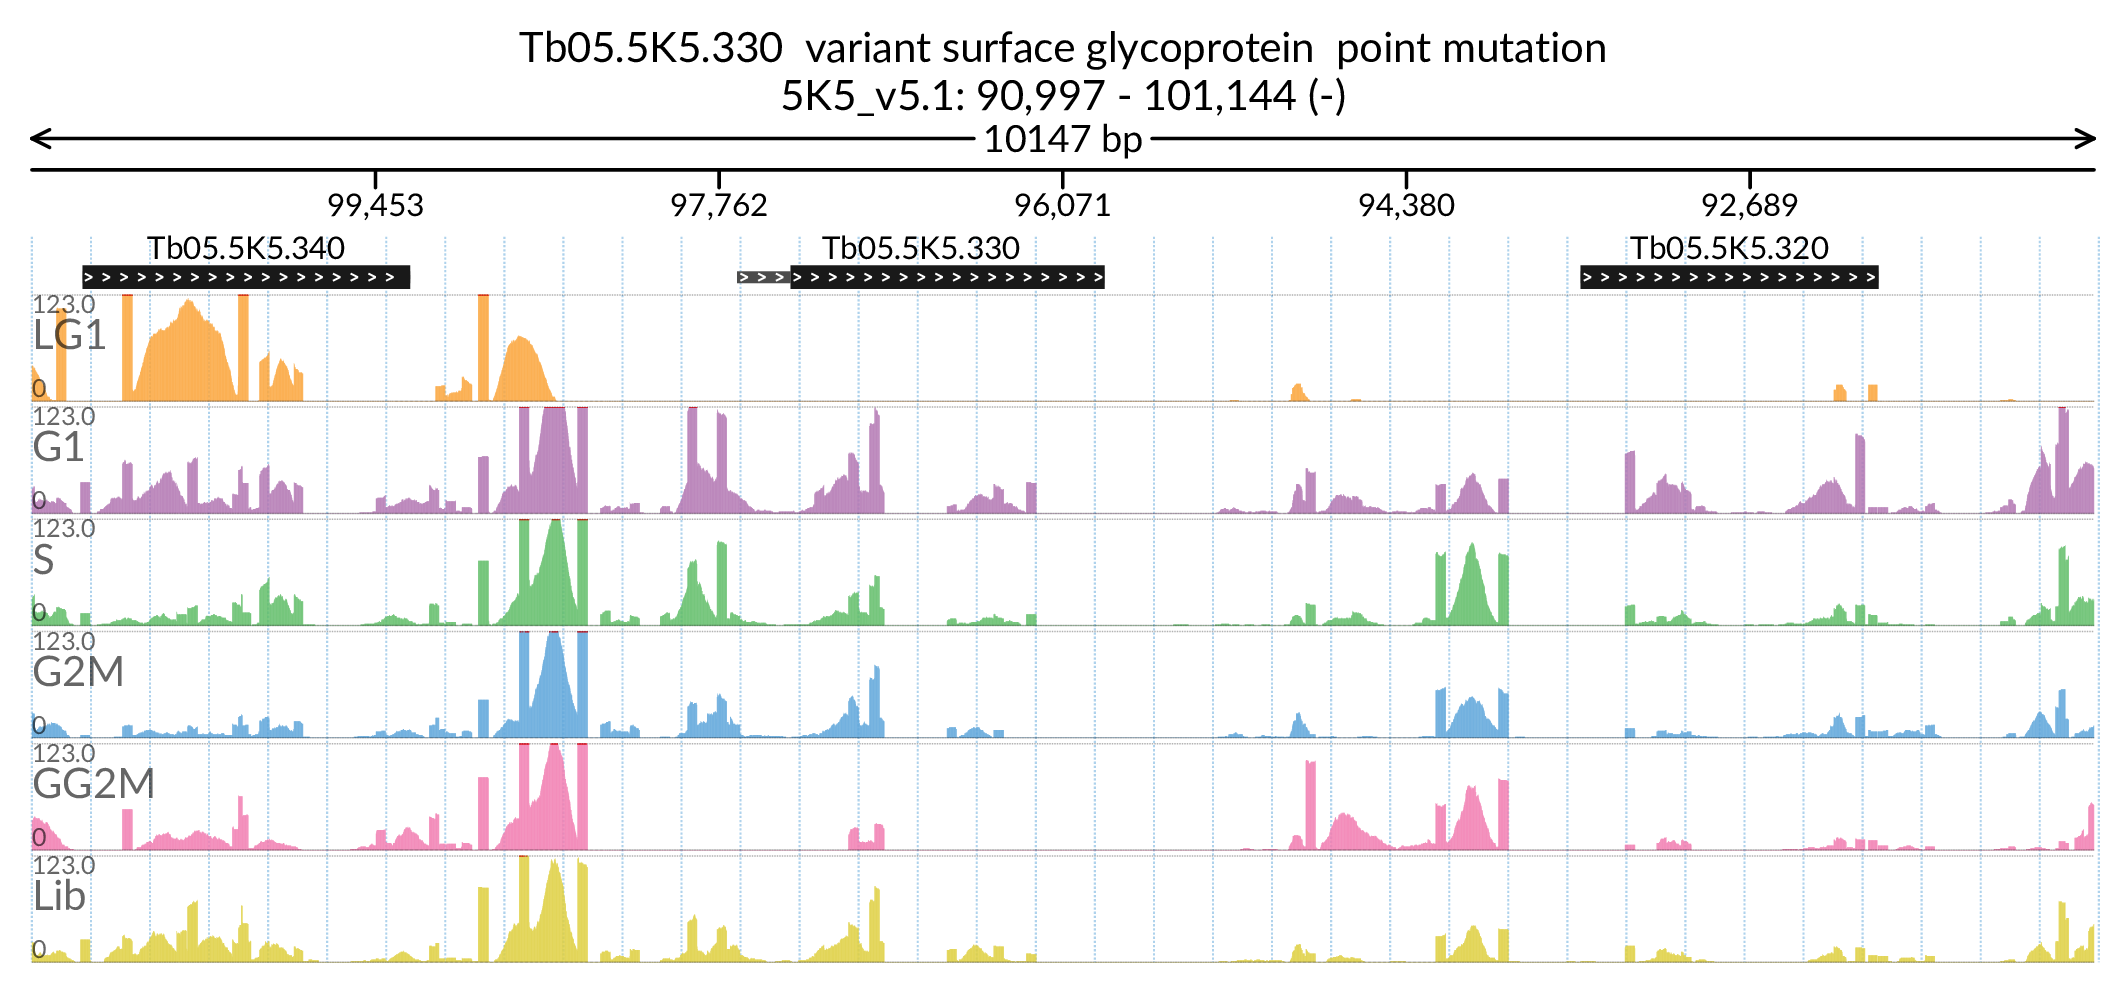 Tb05.5K5.330 variant surface glycoprotein point mutation
5K5_v5.1: 90,997 - 101,144 (-)
10147 bp
99,453 97,762 96,071 94,380 92,689
Tb05.5K5.340 Tb05.5K5.330 Tb05.5K5.320
123.0
LG1
0
123.0
G1
0
123.0
S
0
123.0
G2M
0
123.0
GG2M
0
123.0
Lib
0